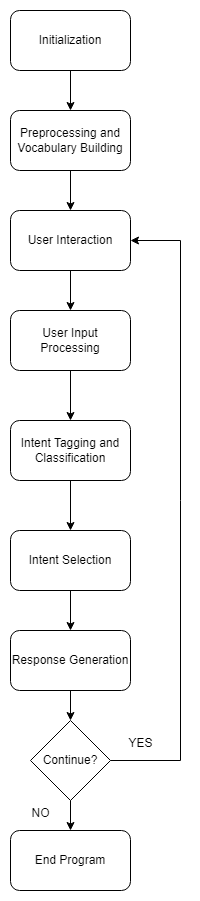 Initialization
Preprocessing and
Vocabulary Building
User Interaction
User Input
Processing
Intent Tagging and
Classification
Intent Selection
Response Generation
Continue?
YES
NO
End Program